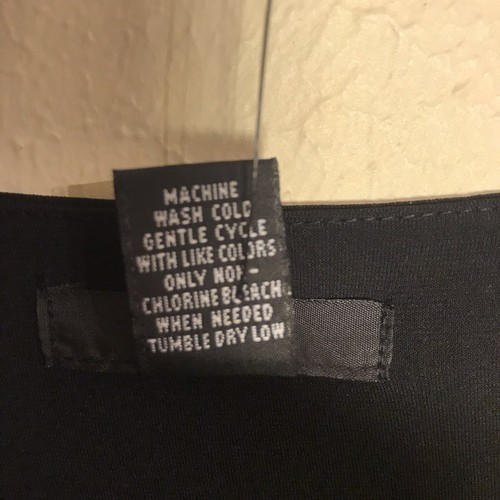 MACHINE
WASH COLD
GENTLE CYCLE
WITH LIKE COLORS
ONLY NON-
CHLORINE BLEACH
WHEN NEEDED
TUMBLE DRY LOW